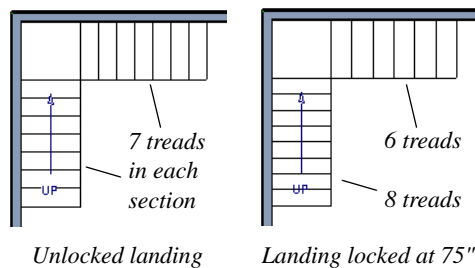 7 treads
in each
section
UP
Unlocked landing
6 treads
8 treads
UP
Landing locked at 75"